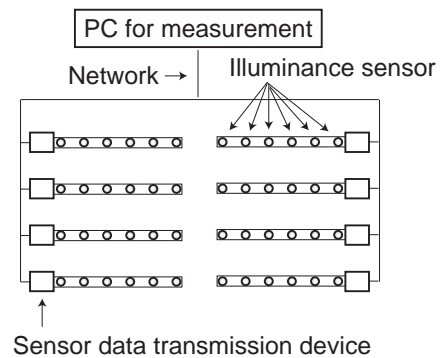 PC for measurement
Network
Illuminance sensor
Sensor data transmission device